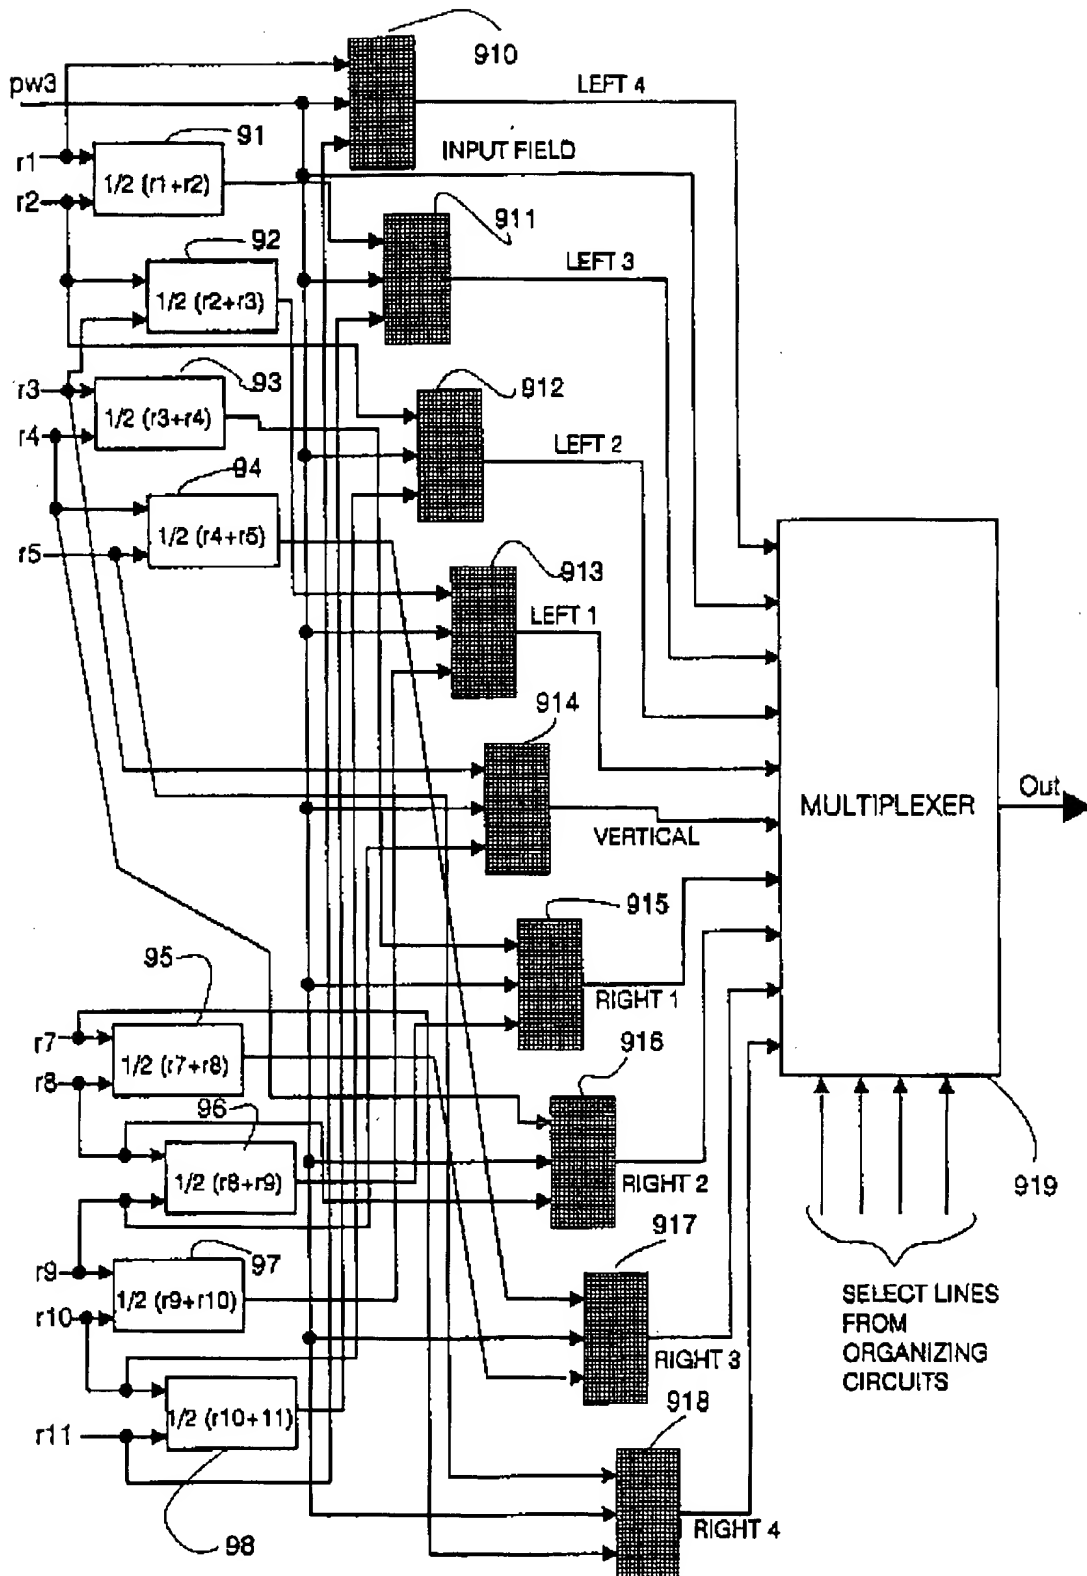 910
pw3
LEFT 4
91
INPUT FIELD
r1
1/2 (r1+r2)
r2
911
92
LEFT 3
1/2 (r2+r3)
93
912
r3
1/2 (r3+r4)
r4
LEFT 2
94
1/2 (r4+r5)
r5
913
LEFT 1
914
Out
MULTIPLEXER
VERTICAL
915
95
RIGHT 1
r7
916
1/2 (r7+r8)
r8
96
1/2 (r8+r9)
RIGHT 2
919
917
97
r9
1/2 (r9+r10)
r10
SELECT LINES
FROM
ORGANIZING
CIRCUITS
RIGHT 3
918
1/2 (r10+11)
r11
RIGHT 4
98